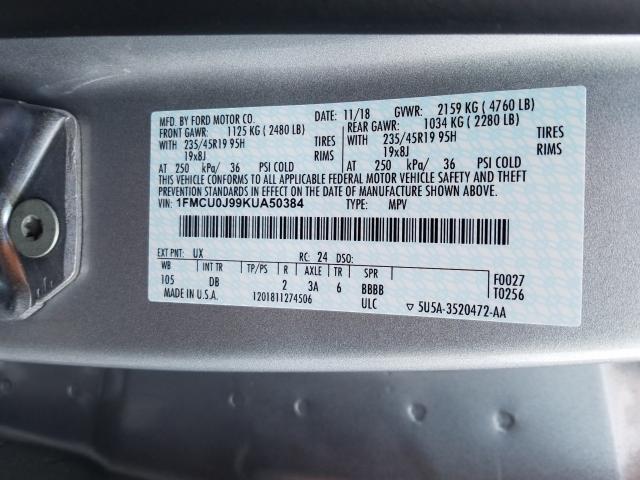 MFD. BY FORD MOTOR CO. DATE: 11/18 GVWR: 2159 KG ( 4760 LB)
FRONT GAWR: 1125 KG ( 2480 LB) REAR GAWR: 1034 KG ( 2280 LB)
WITH 235/45R19 95H TIRES WITH 235/45R19 95H TIRES
19x8J RIMS 19x8J RIMS
AT 250 kPa/ 36 PSI COLD AT 250 kPa/ 36 PSI COLD
THIS VEHICLE CONFORMS TO ALL APPLICABLE FEDERAL MOTOR VEHICLE SAFETY AND THEFT
PREVENTION STANDARDS IN EFFECT ON THE DATE OF MANUFACTURE SHOWN ABOVE.
VIN: 1FMCU0J99KUA50384 TYPE: MPV
EXT PNT: UX RC: 24 DSO:
WB INT TR TP/PS R AXLE TR SPR F0027
105 DB 2 3A 6 BBBB T0256
MADE IN U.S.A. 1201811274506 ULC ▽ 5U5A-3520472-AA